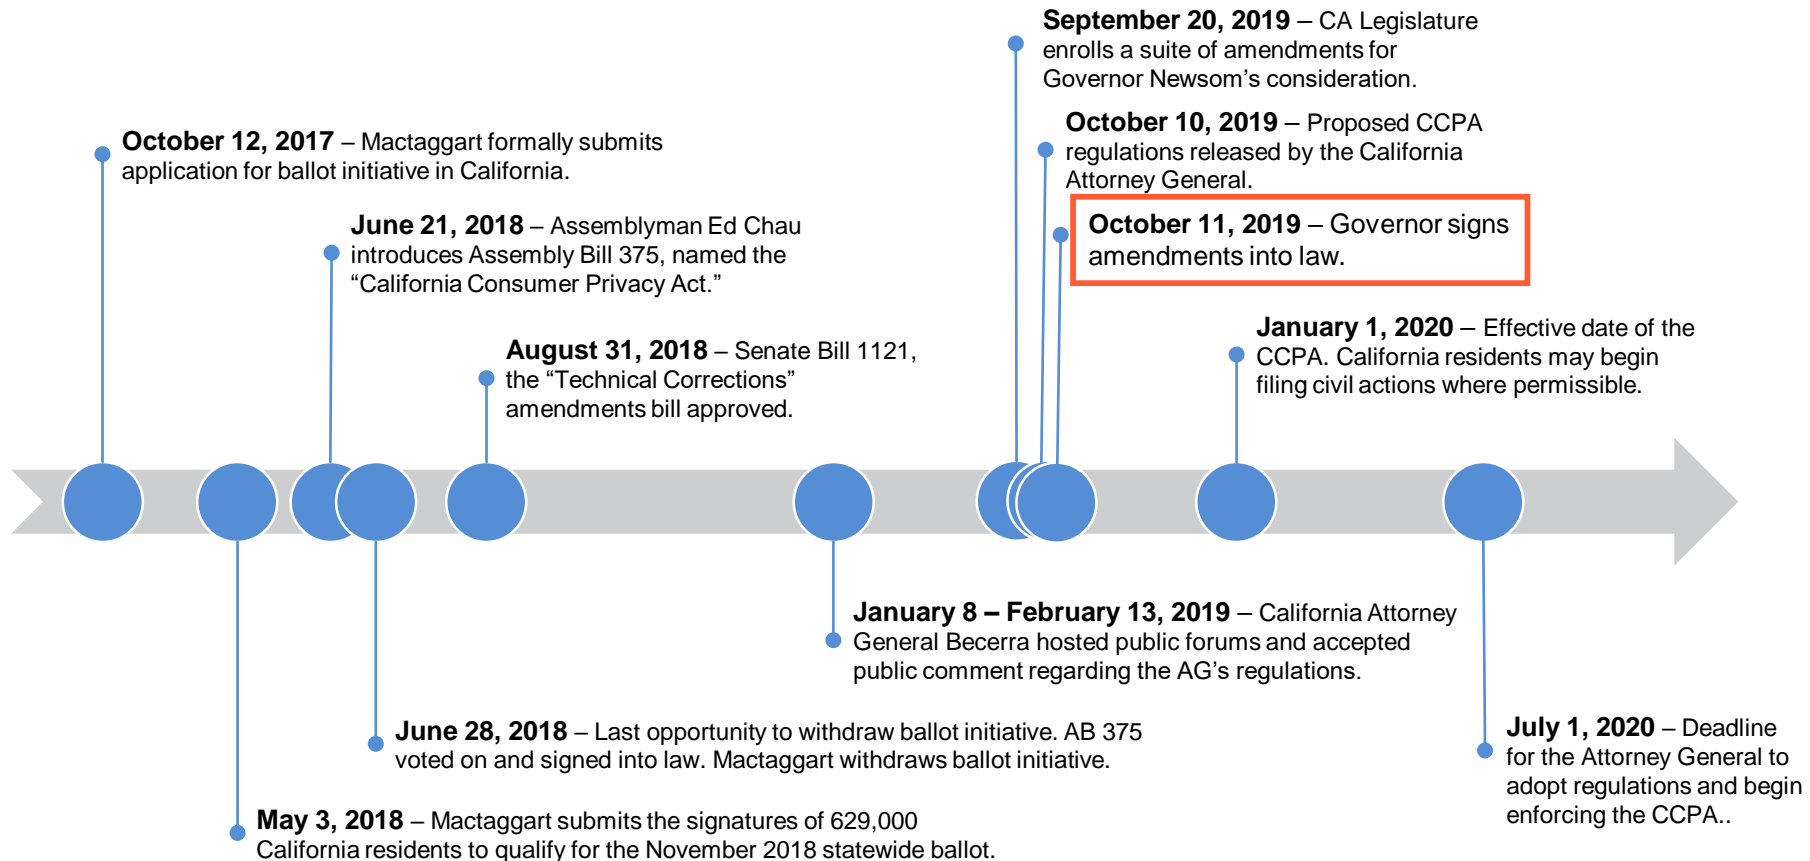 September 20, 2019 – CA Legislature
enrolls a suite of amendments for
Governor Newsom’s consideration.
October 12, 2017 – Mactaggart formally submits
application for ballot initiative in California.
October 10, 2019 – Proposed CCPA
regulations released by the California
Attorney General.
June 21, 2018 – Assemblyman Ed Chau
introduces Assembly Bill 375, named the
“California Consumer Privacy Act.”
October 11, 2019 – Governor signs
amendments into law.
August 31, 2018 – Senate Bill 1121,
the “Technical Corrections”
amendments bill approved.
January 1, 2020 – Effective date of the
CCPA. California residents may begin
filing civil actions where permissible.
January 8 – February 13, 2019 – California Attorney
General Becerra hosted public forums and accepted
public comment regarding the AG’s regulations.
June 28, 2018 – Last opportunity to withdraw ballot initiative. AB 375
voted on and signed into law. Mactaggart withdraws ballot initiative.
July 1, 2020 – Deadline
for the Attorney General to
adopt regulations and begin
enforcing the CCPA..
May 3, 2018 – Mactaggart submits the signatures of 629,000
California residents to qualify for the November 2018 statewide ballot.